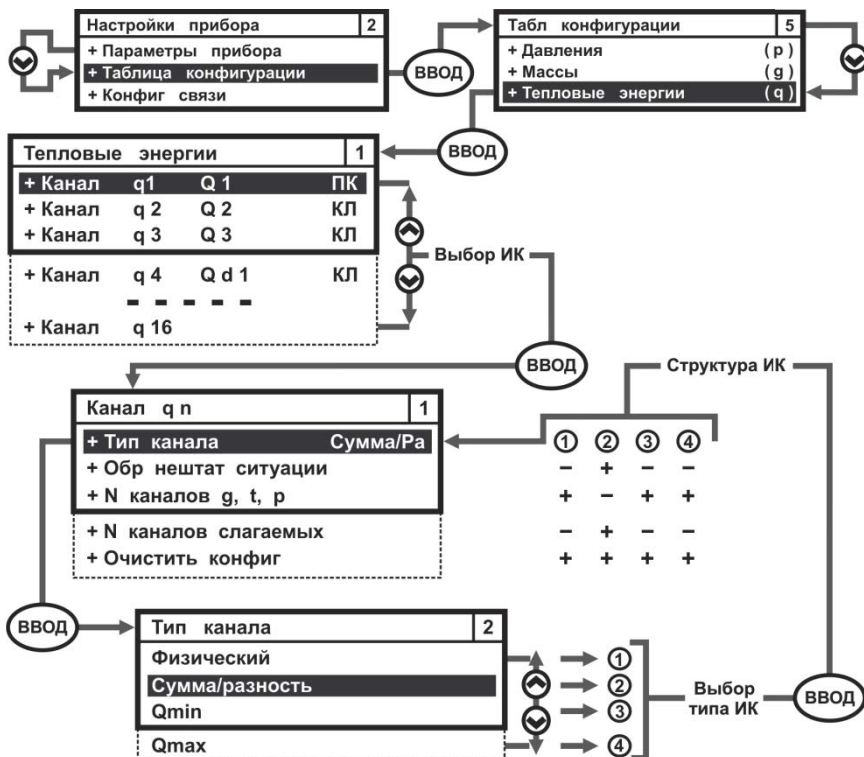 Настройки прибора 2
+ Параметры прибора
+ Таблица конфигурации
+ Конфиг связи
ВВОД
Табл конфигурации 5
+ Давления (p)
+ Массы (g)
+ Тепловые энергии (q)
ВВОД
Тепловые энергии 1
+ Канал q1 Q 1 ПК
+ Канал q 2 Q 2 КЛ
+ Канал q 3 Q 3 КЛ
+ Канал q 4 Q d 1 КЛ
- - - - -
+ Канал q 16
Выбор ИК
ВВОД
Структура ИК
Канал q n 1
+ Тип канала Сумма/Ра
+ Обр нештат ситуации
+ N каналов g, t, p
+ N каналов слагаемых
+ Очистить конфиг
1 2 3 4
− + − −
+ − + +
− + − −
+ + + +
ВВОД
Тип канала 2
Физический
Сумма/разность
Qmin
Qmax
1
2
3
4
Выбор
типа ИК
ВВОД